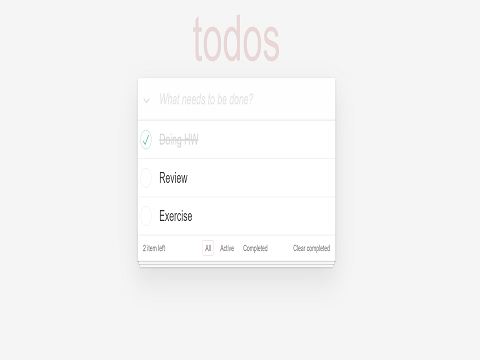 todos
What needs to be done?
Doing HW
Review
Exercise
2 item left All Active Completed Clear completed